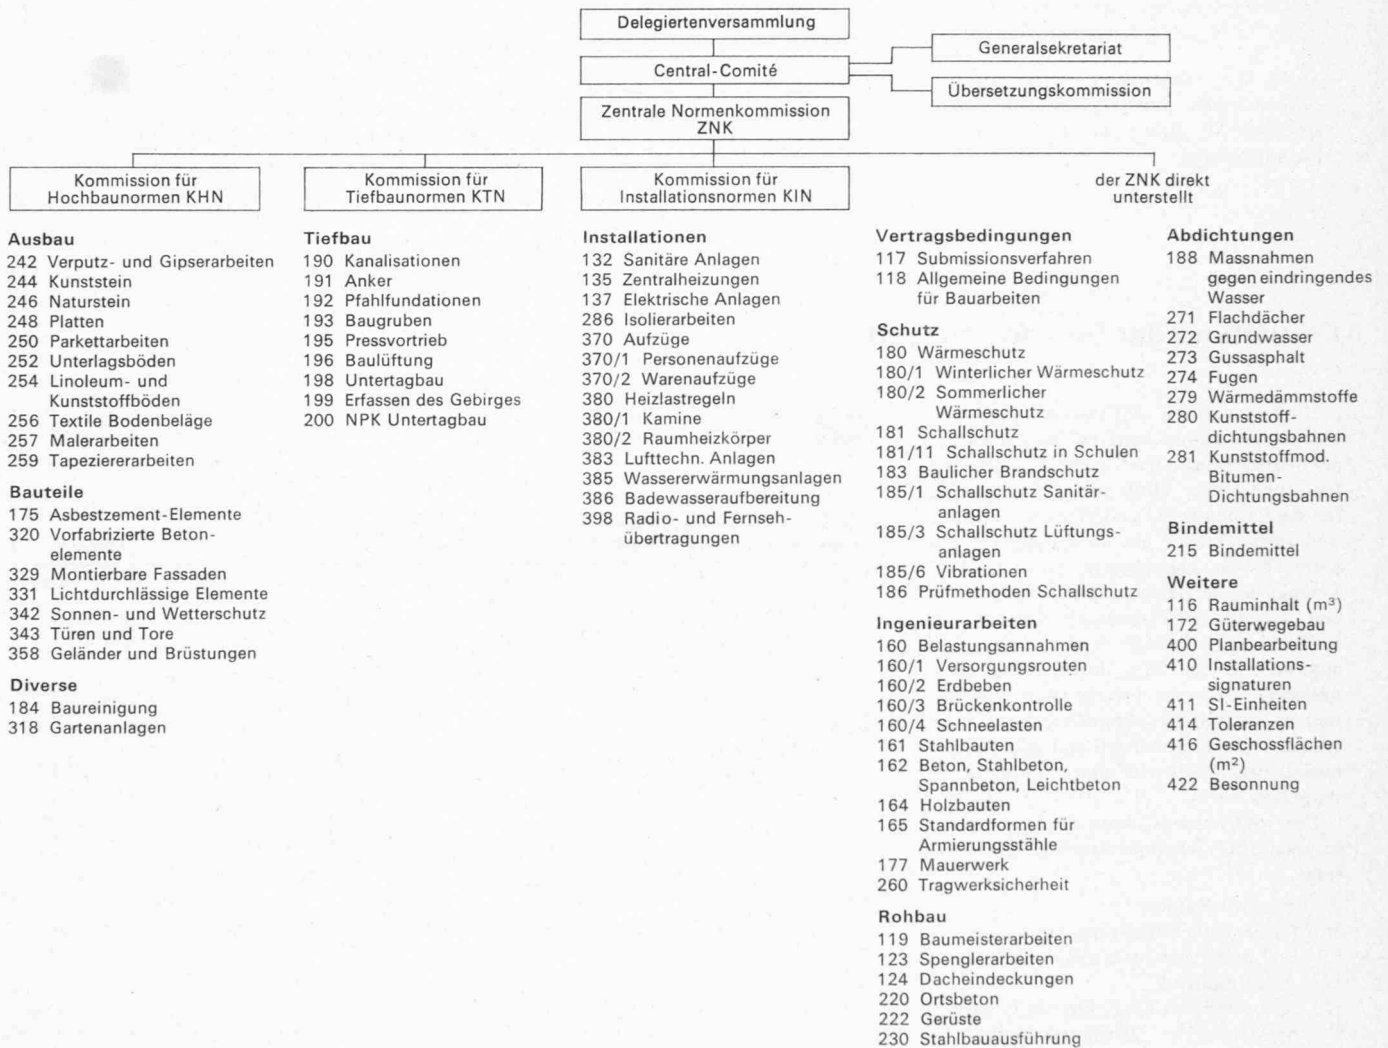 Delegiertenversammlung
Central-Comité
Generalsekretariat
Übersetzungskommission
Zentrale Normenkommission
ZNK
Kommission für
Hochbaunormen KHN
Kommission für
Tiefbaunormen KTN
Kommission für
Installationsnormen KIN
der ZNK direkt
unterstellt
Ausbau
242 Verputz- und Gipserarbeiten
244 Kunststein
246 Naturstein
248 Platten
250 Parkettarbeiten
252 Unterlagsböden
254 Linoleum- und
Kunststoffböden
256 Textile Bodenbeläge
257 Malerarbeiten
259 Tapeziererarbeiten
Bauteile
175 Asbestzement-Elemente
320 Vorfabrizierte Beton-
elemente
329 Montierbare Fassaden
331 Lichtdurchlässige Elemente
342 Sonnen- und Wetterschutz
343 Türen und Tore
358 Geländer und Brüstungen
Diverse
184 Baureinigung
318 Gartenanlagen
Tiefbau
190 Kanalisationen
191 Anker
192 Pfahlfundationen
193 Baugruben
195 Pressvortrieb
196 Baulüftung
198 Untertagbau
199 Erfassen des Gebirges
200 NPK Untertagbau
Installationen
132 Sanitäre Anlagen
135 Zentralheizungen
137 Elektrische Anlagen
286 Isolierarbeiten
370 Aufzüge
370/1 Personenaufzüge
370/2 Warenaufzüge
380 Heizlastregeln
380/1 Kamine
380/2 Raumheizkörper
383 Lufttechn. Anlagen
385 Wassererwärmungsanlagen
386 Badewasseraufbereitung
398 Radio- und Fernseh-
übertragungen
Vertragsbedingungen
117 Submissionsverfahren
118 Allgemeine Bedingungen
für Bauarbeiten
Schutz
180 Wärmeschutz
180/1 Winterlicher Wärmeschutz
180/2 Sommerlicher
Wärmeschutz
181 Schallschutz
181/11 Schallschutz in Schulen
183 Baulicher Brandschutz
185/1 Schallschutz Sanitär-
anlagen
185/3 Schallschutz Lüftungs-
anlagen
185/6 Vibrationen
186 Prüfmethoden Schallschutz
Ingenieurarbeiten
160 Belastungsannahmen
160/1 Versorgungsrouten
160/2 Erdbeben
160/3 Brückenkontrolle
160/4 Schneelasten
161 Stahlbauten
162 Beton, Stahlbeton,
Spannbeton, Leichtbeton
164 Holzbauten
165 Standardformen für
Armierungsstähle
177 Mauerwerk
260 Tragwerksicherheit
Rohbau
119 Baumeisterarbeiten
123 Spenglerarbeiten
124 Dacheindeckungen
220 Ortsbeton
222 Gerüste
230 Stahlbauausführung
Abdichtungen
188 Massnahmen
gegen eindringendes
Wasser
271 Flachdächer
272 Grundwasser
273 Gussasphalt
274 Fugen
279 Wärmedämmstoffe
280 Kunststoff-
dichtungsbahnen
281 Kunststoffmod.
Bitumen-
Dichtungsbahnen
Bindemittel
215 Bindemittel
Weitere
116 Rauminhalt (m³)
172 Güterwegebau
400 Planbearbeitung
410 Installations-
signaturen
411 SI-Einheiten
414 Toleranzen
416 Geschossflächen
(m²)
422 Besonnung